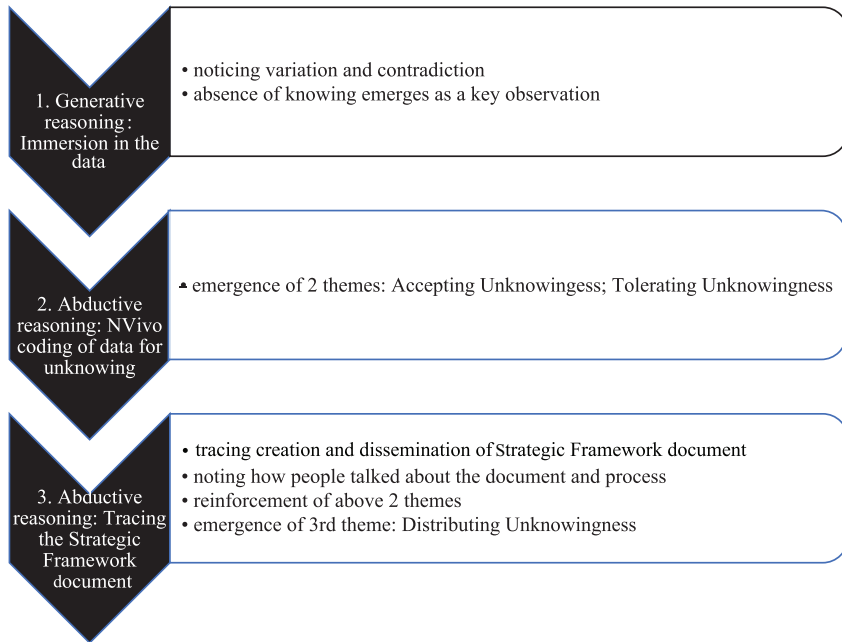 1. Generative
reasoning:
Immersion in the
data
• noticing variation and contradiction
• absence of knowing emerges as a key observation
2. Abductive
reasoning: NVivo
coding of data for
unknowing
• emergence of 2 themes: Accepting Unknowingess; Tolerating Unknowingness
3. Abductive
reasoning: Tracing
the Strategic
Framework
document
• tracing creation and dissemination of Strategic Framework document
• noting how people talked about the document and process
• reinforcement of above 2 themes
• emergence of 3rd theme: Distributing Unknowingness